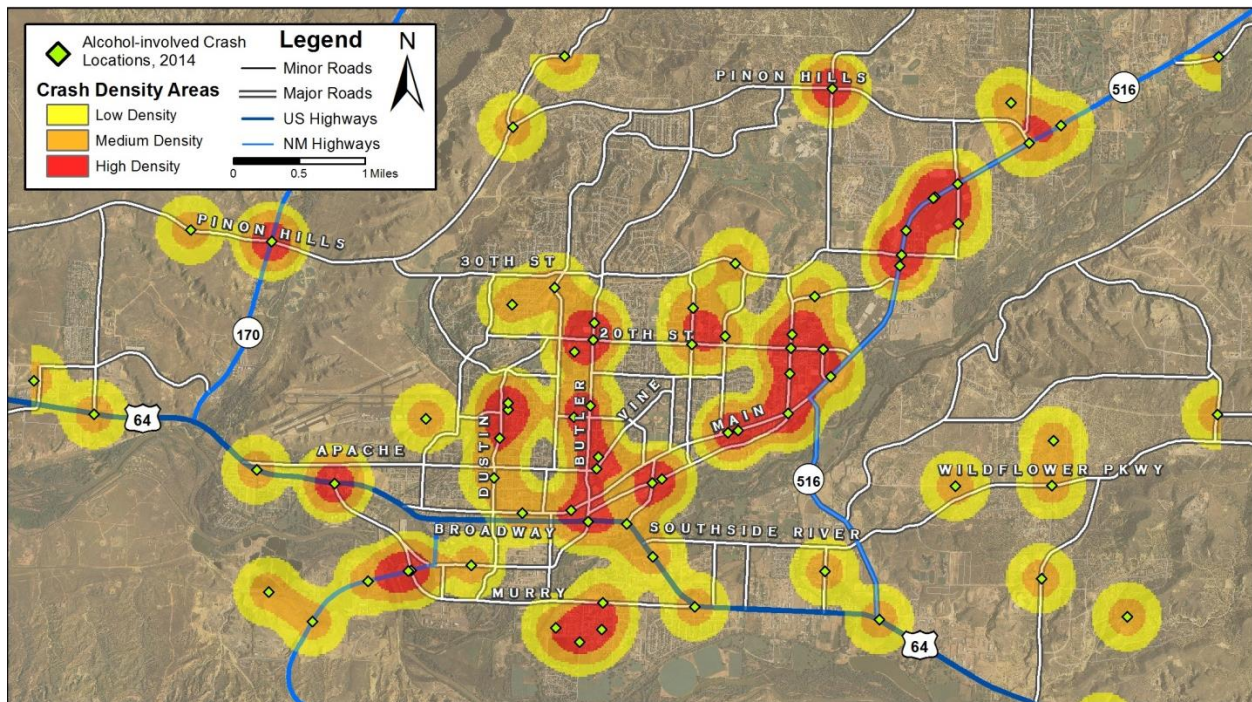 Legend
Alcohol-involved Crash
Locations, 2014
Crash Density Areas
Low Density
Medium Density
High Density
Minor Roads
Major Roads
US Highways
NM Highways
0 0.5 1 Miles
N
PINON HILLS
516
PINON HILLS
30TH ST
170
20TH ST
64
BUTLER
VINE
MAIN
APACHE
DUSTIN
516
WILDFLOWER PKWY
BROADWAY
SOUTHSIDE RIVER
MURRY
64